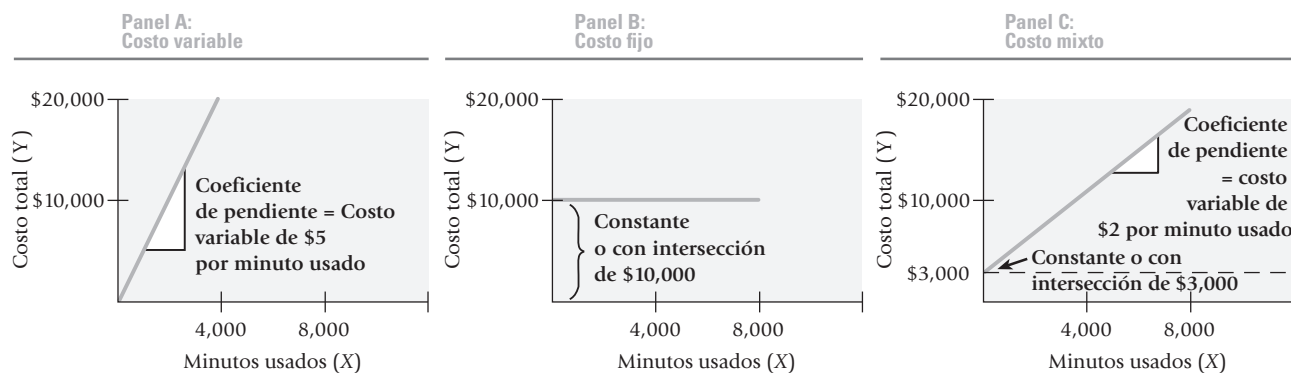 Panel A:
Costo variable
$20,000
$10,000
Costo total (Y)
Coeficiente
de pendiente = Costo
variable de $5
por minuto usado
4,000 8,000
Minutos usados (X)
Panel B:
Costo fijo
$20,000
$10,000
Costo total (Y)
Constante
o con intersección
de $10,000
4,000 8,000
Minutos usados (X)
Panel C:
Costo mixto
$20,000
$10,000
$3,000
Costo total (Y)
Coeficiente
de pendiente
= costo
variable de
$2 por minuto usado
Constante o con
intersección de $3,000
4,000 8,000
Minutos usados (X)